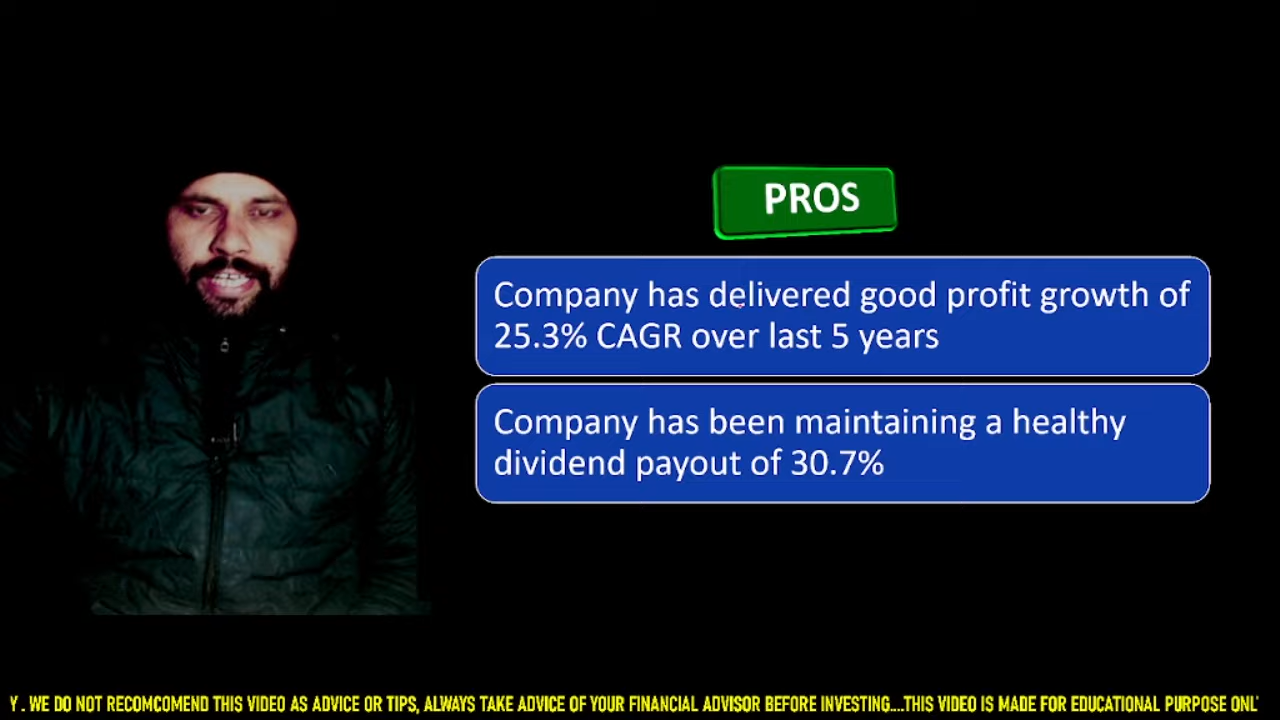 PROS
Company has delivered good profit growth of
25.3% CAGR over last 5 years
Company has been maintaining a healthy
dividend payout of 30.7%
Y . WE DO NOT RECOMCOMEND THIS VIDEO AS ADVICE OR TIPS, ALWAYS TAKE ADVICE OF YOUR FINANCIAL ADVISOR BEFORE INVESTING....THIS VIDEO IS MADE FOR EDUCATIONAL PURPOSE ONL